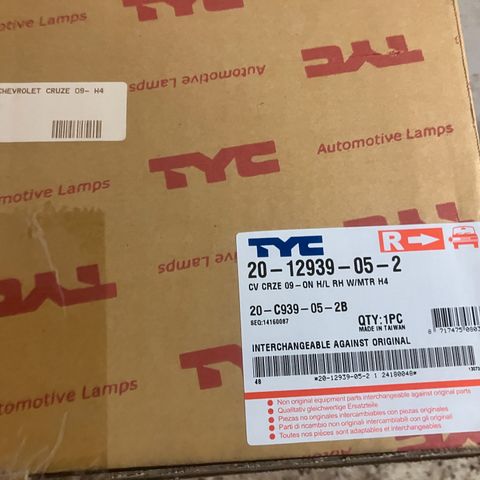 TYC
Automotive Lamps
TYC
Automotive Lamps
CHEVROLET CRUZE 09- H4
TYC
Automotive Lamps
Automotive Lamps
TYC
R
20-12939-05-2
CV CRZE 09-ON H/L RH W/MTR H4
20-C939-05-2B
SEQ:14160087
QTY:1PC
MADE IN TAIWAN
INTERCHANGEABLE AGAINST ORIGINAL
48
*20-12939-05-2 1 24180048*
Non original equipment parts interchangeable against original parts
Qualitativ gleichwertige Ersatzteile
Piezas no originales intercambiables con piezas originales
Parti di ricambio non originali intercambiabili con gli originali
Toutes nos pièces sont adaptables et interchangeables